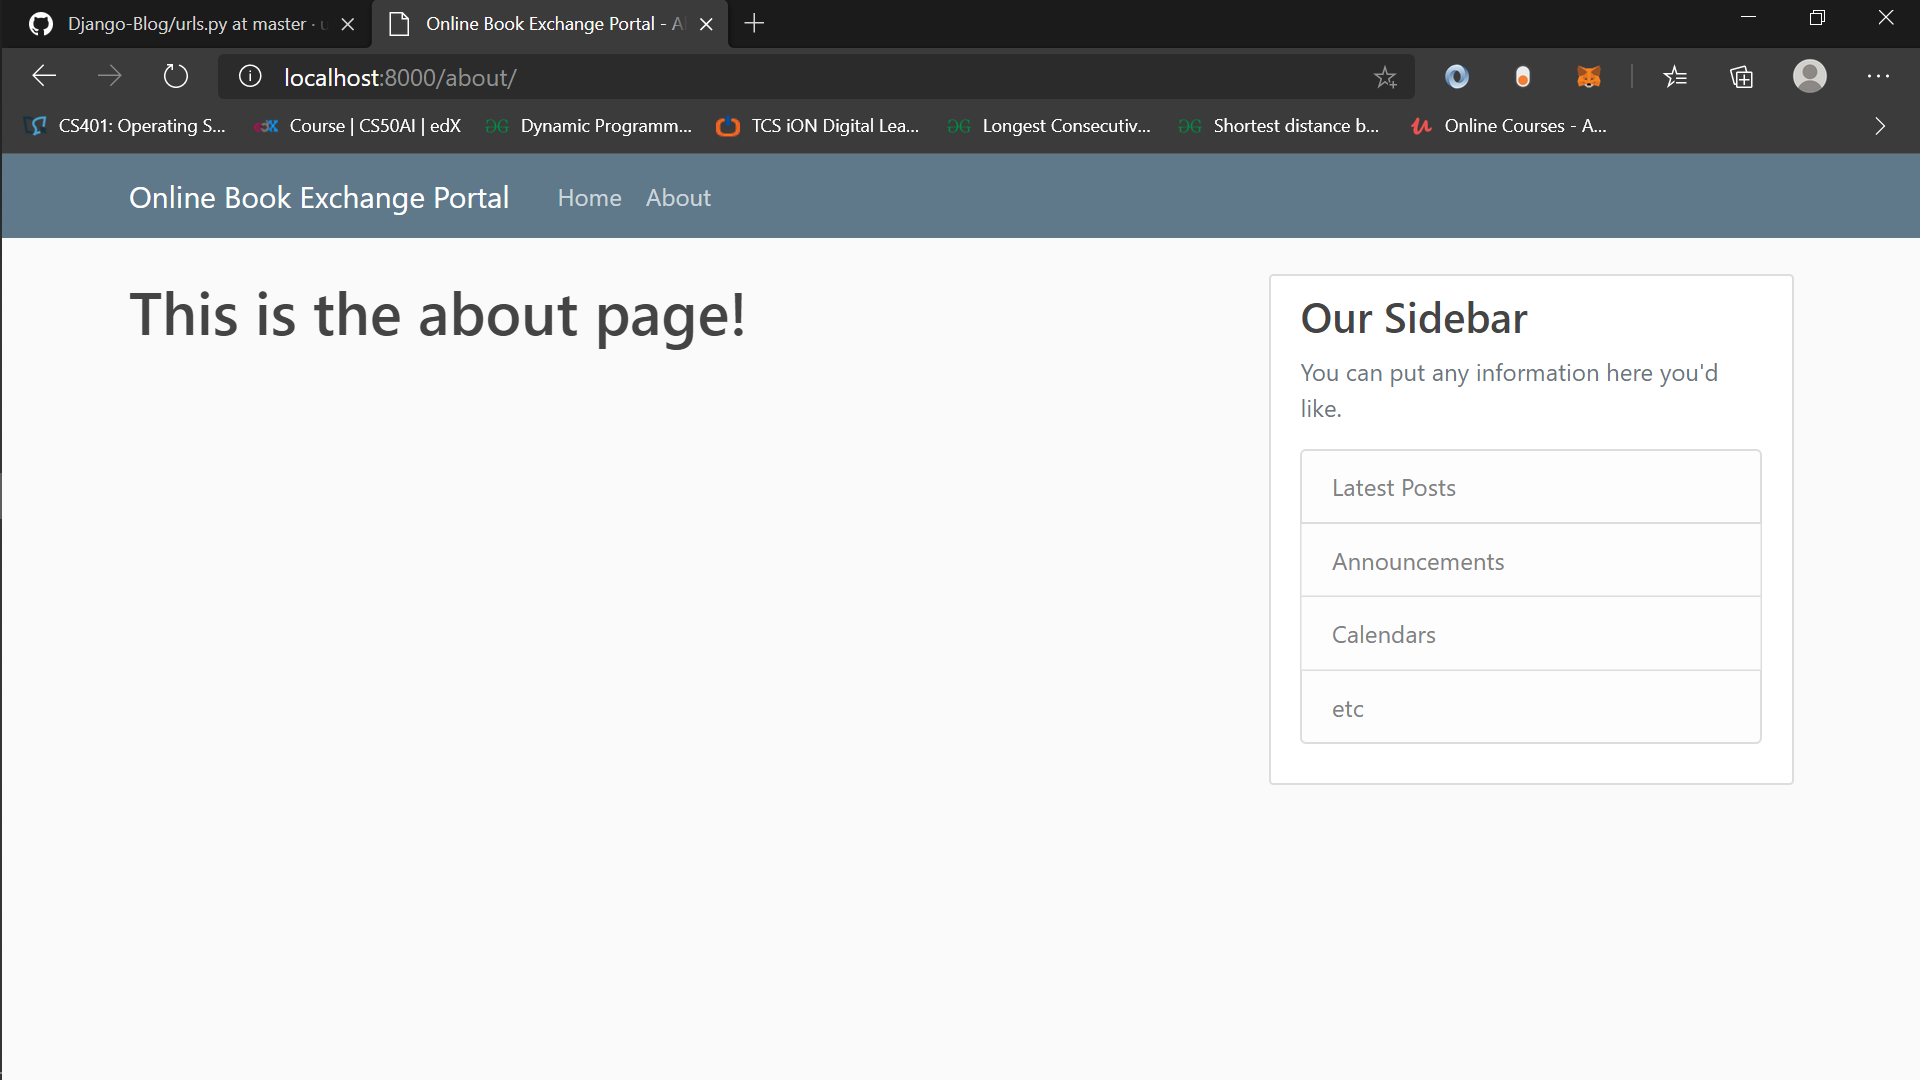 Django-Blog/urls.py at master · u
Online Book Exchange Portal - A
localhost:8000/about/
CS401: Operating S...
Course | CS50AI | edX
Dynamic Programm...
TCS iON Digital Lea...
Longest Consecutiv...
Shortest distance b...
Online Courses - A...
Online Book Exchange Portal
Home
About
This is the about page!
Our Sidebar
You can put any information here you'd
like.
Latest Posts
Announcements
Calendars
etc